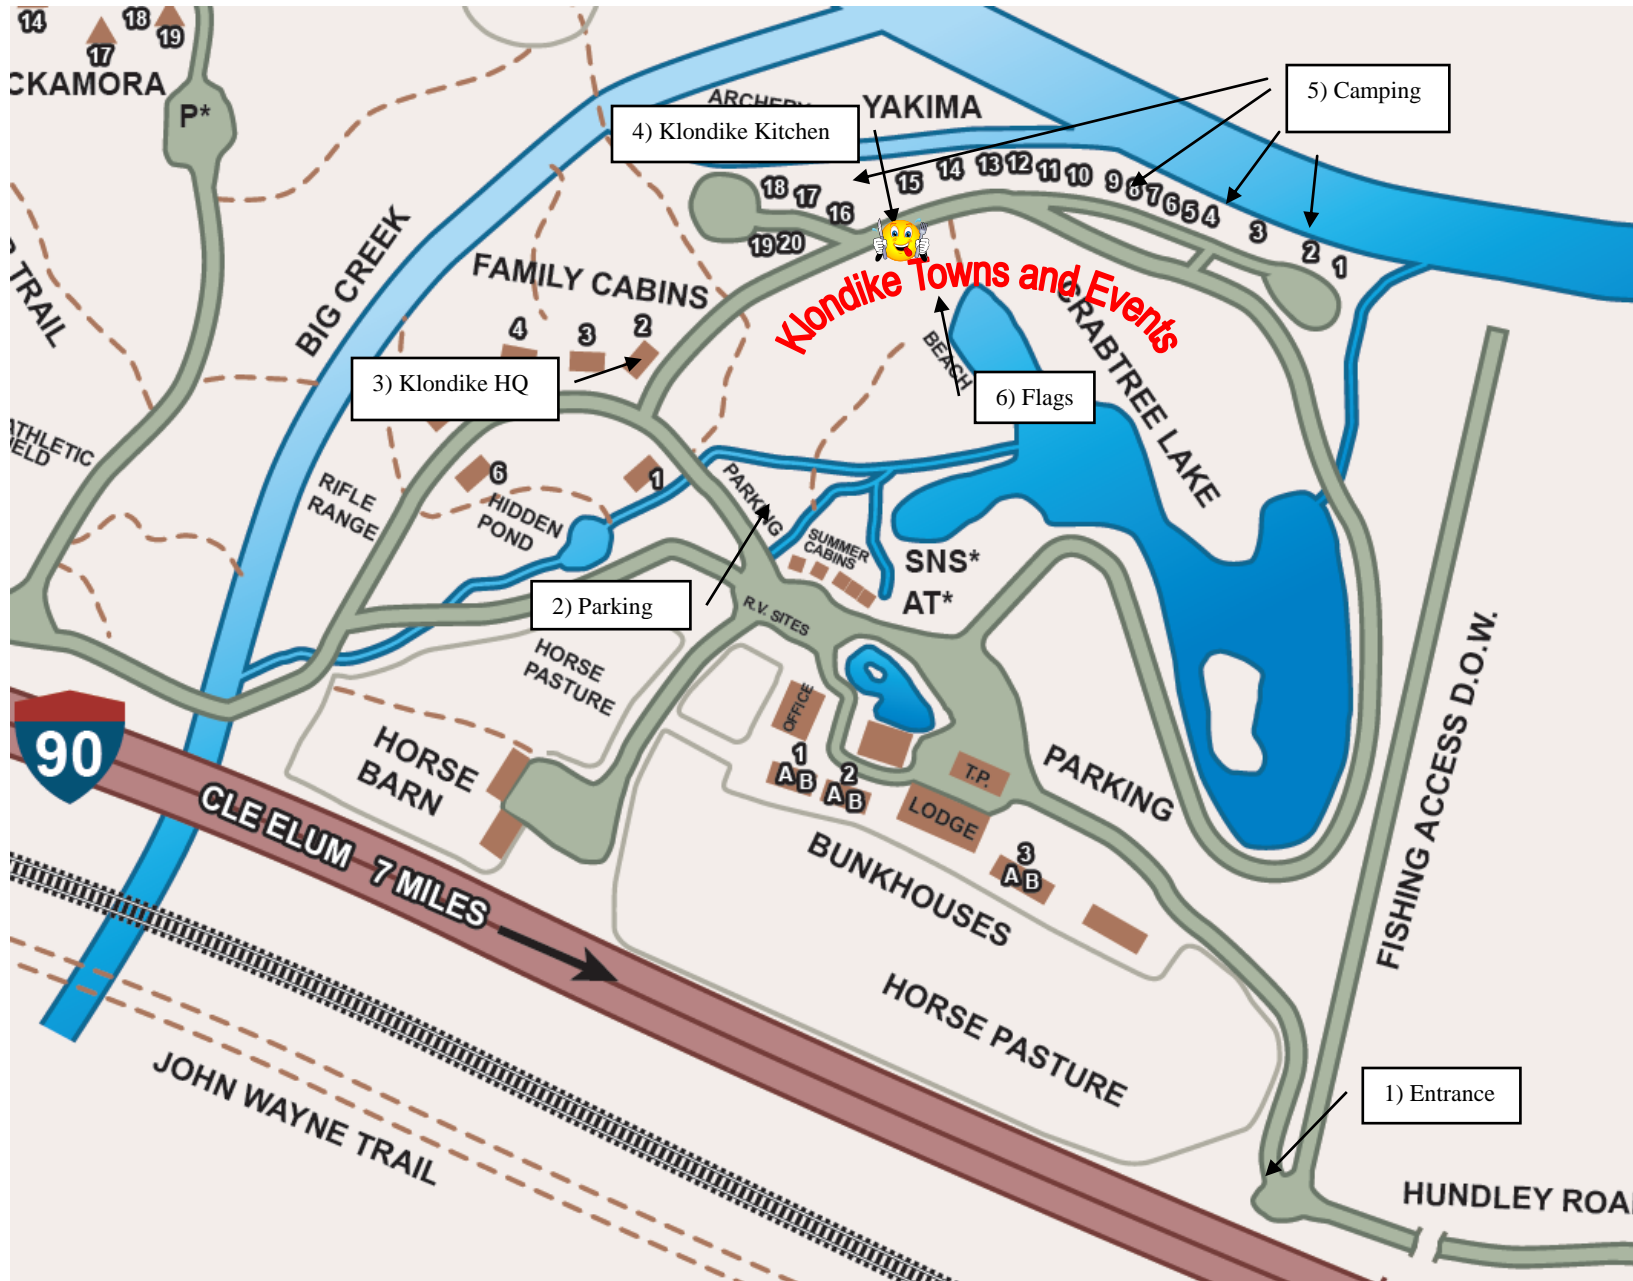 14
18
19
17
CKAMORA
P*
YAKIMA
4) Klondike Kitchen
5) Camping
18
17
16
15
14
13
12
11
10
9
8
7
6
5
4
3
2
1
19
20
BIG CREEK
FAMILY CABINS
4
3
2
Klondike Towns and Events
TRAIL
3) Klondike HQ
BEACH
CRABTREE LAKE
6) Flags
ATHLETIC
IELD
RIFLE
RANGE
6
HIDDEN
POND
1
PARKING
SUMMER
CABINS
SNS*
AT*
2) Parking
R.V. SITES
HORSE
PASTURE
OFFICE
HORSE
BARN
1
A B
2
A B
T.P.
LODGE
PARKING
3
A B
BUNKHOUSES
FISHING ACCESS D.O.W.
90
CLE ELUM 7 MILES
HORSE PASTURE
JOHN WAYNE TRAIL
1) Entrance
HUNDLEY ROA